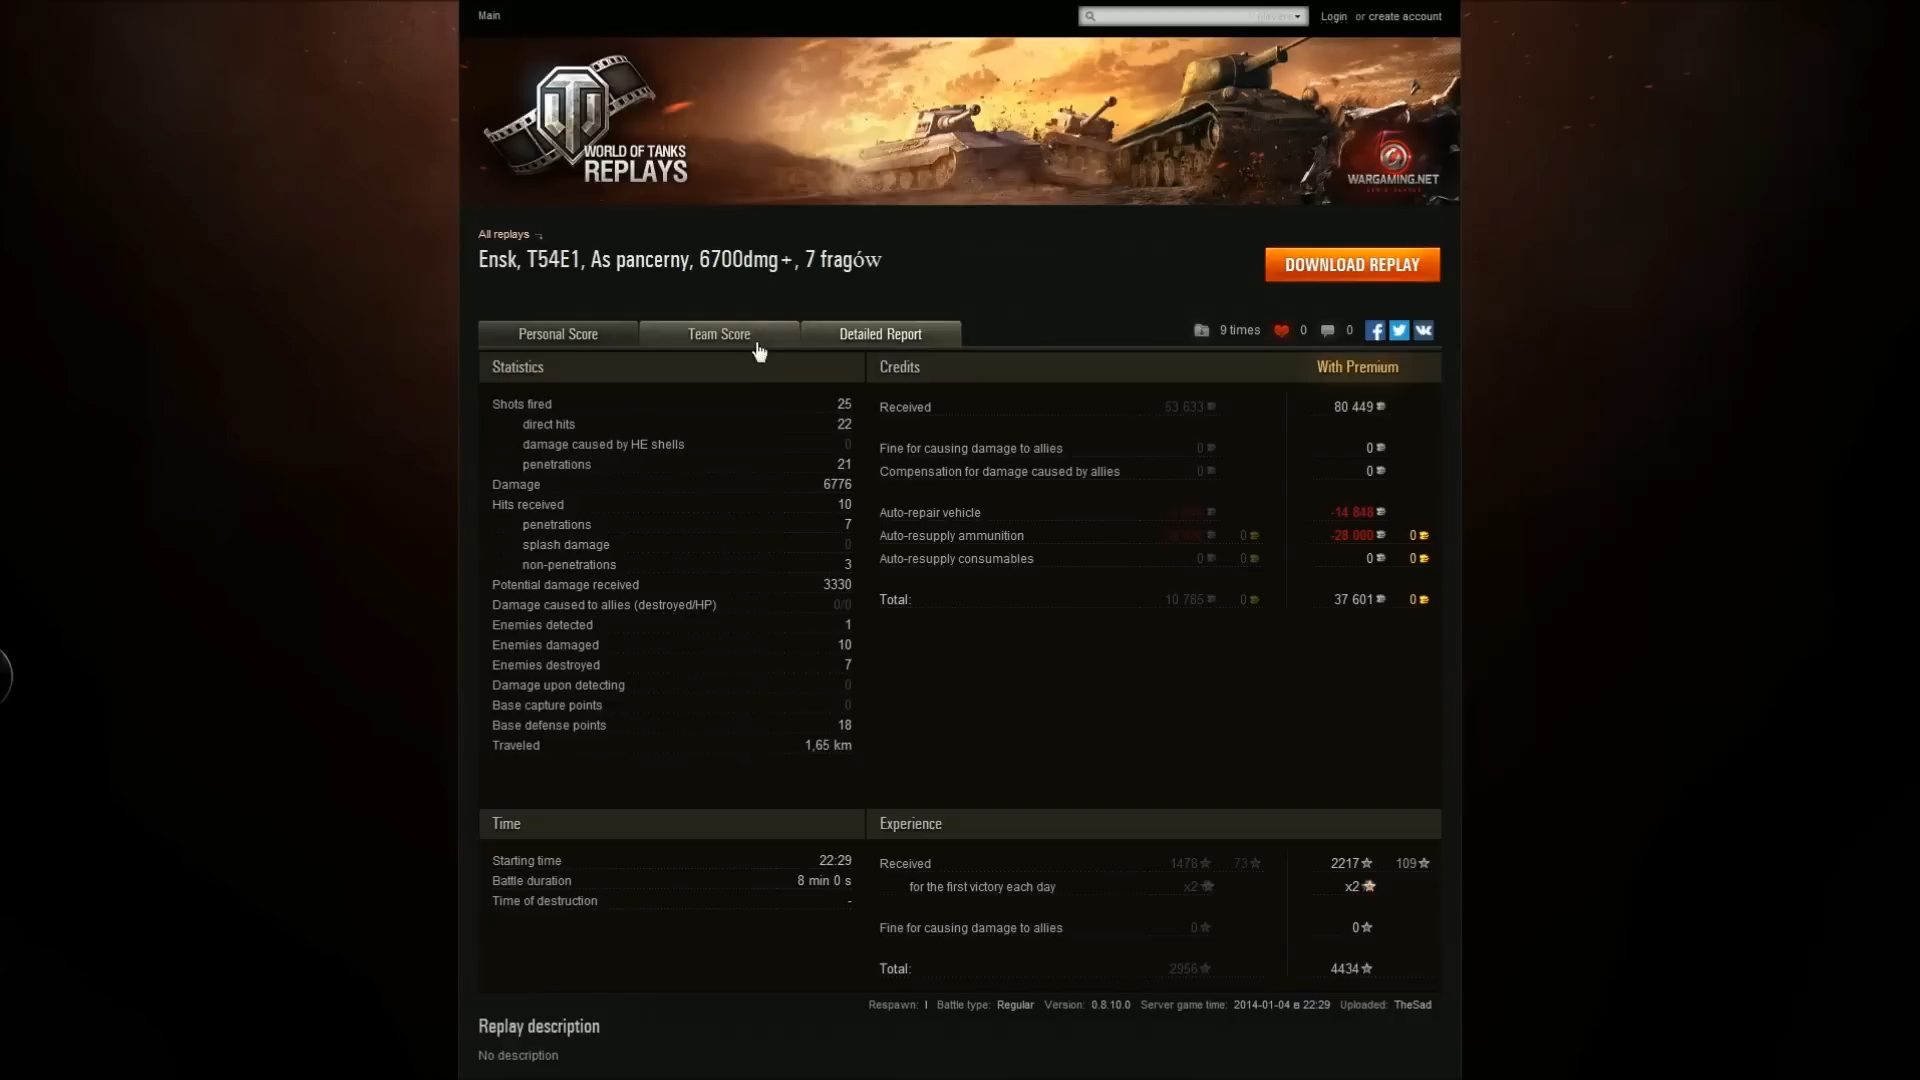 Main
Login or create account
WORLD OF TANKS
REPLAYS
WARGAMING.NET
All replays
Ensk, T54E1, As pancerny, 6700dmg+, 7 fragów
DOWNLOAD REPLAY
Personal Score Team Score Detailed Report 9 times 0 0
Statistics Credits With Premium
Shots fired 25
direct hits 22
damage caused by HE shells 0
penetrations 21
Damage 6776
Hits received 10
penetrations 7
splash damage 0
non-penetrations 3
Potential damage received 3330
Damage caused to allies (destroyed/HP) 0/0
Enemies detected 1
Enemies damaged 10
Enemies destroyed 7
Damage upon detecting 0
Base capture points 0
Base defense points 18
Traveled 1,65 km
Received 53 633 80 449
Fine for causing damage to allies 0 0
Compensation for damage caused by allies 0 0
Auto-repair vehicle -14 848
Auto-resupply ammunition 0 -28 000 0
Auto-resupply consumables 0 0 0 0
Total: 10 785 0 37 601 0
Time Experience
Starting time 22:29
Battle duration 8 min 0 s
Time of destruction -
Received 1478 73 2217 109
for the first victory each day x2 x2
Fine for causing damage to allies 0 0
Total: 2956 4434
Respawn: I Battle type: Regular Version: 0.8.10.0 Server game time: 2014-01-04 в 22:29 Uploaded: TheSad
Replay description
No description